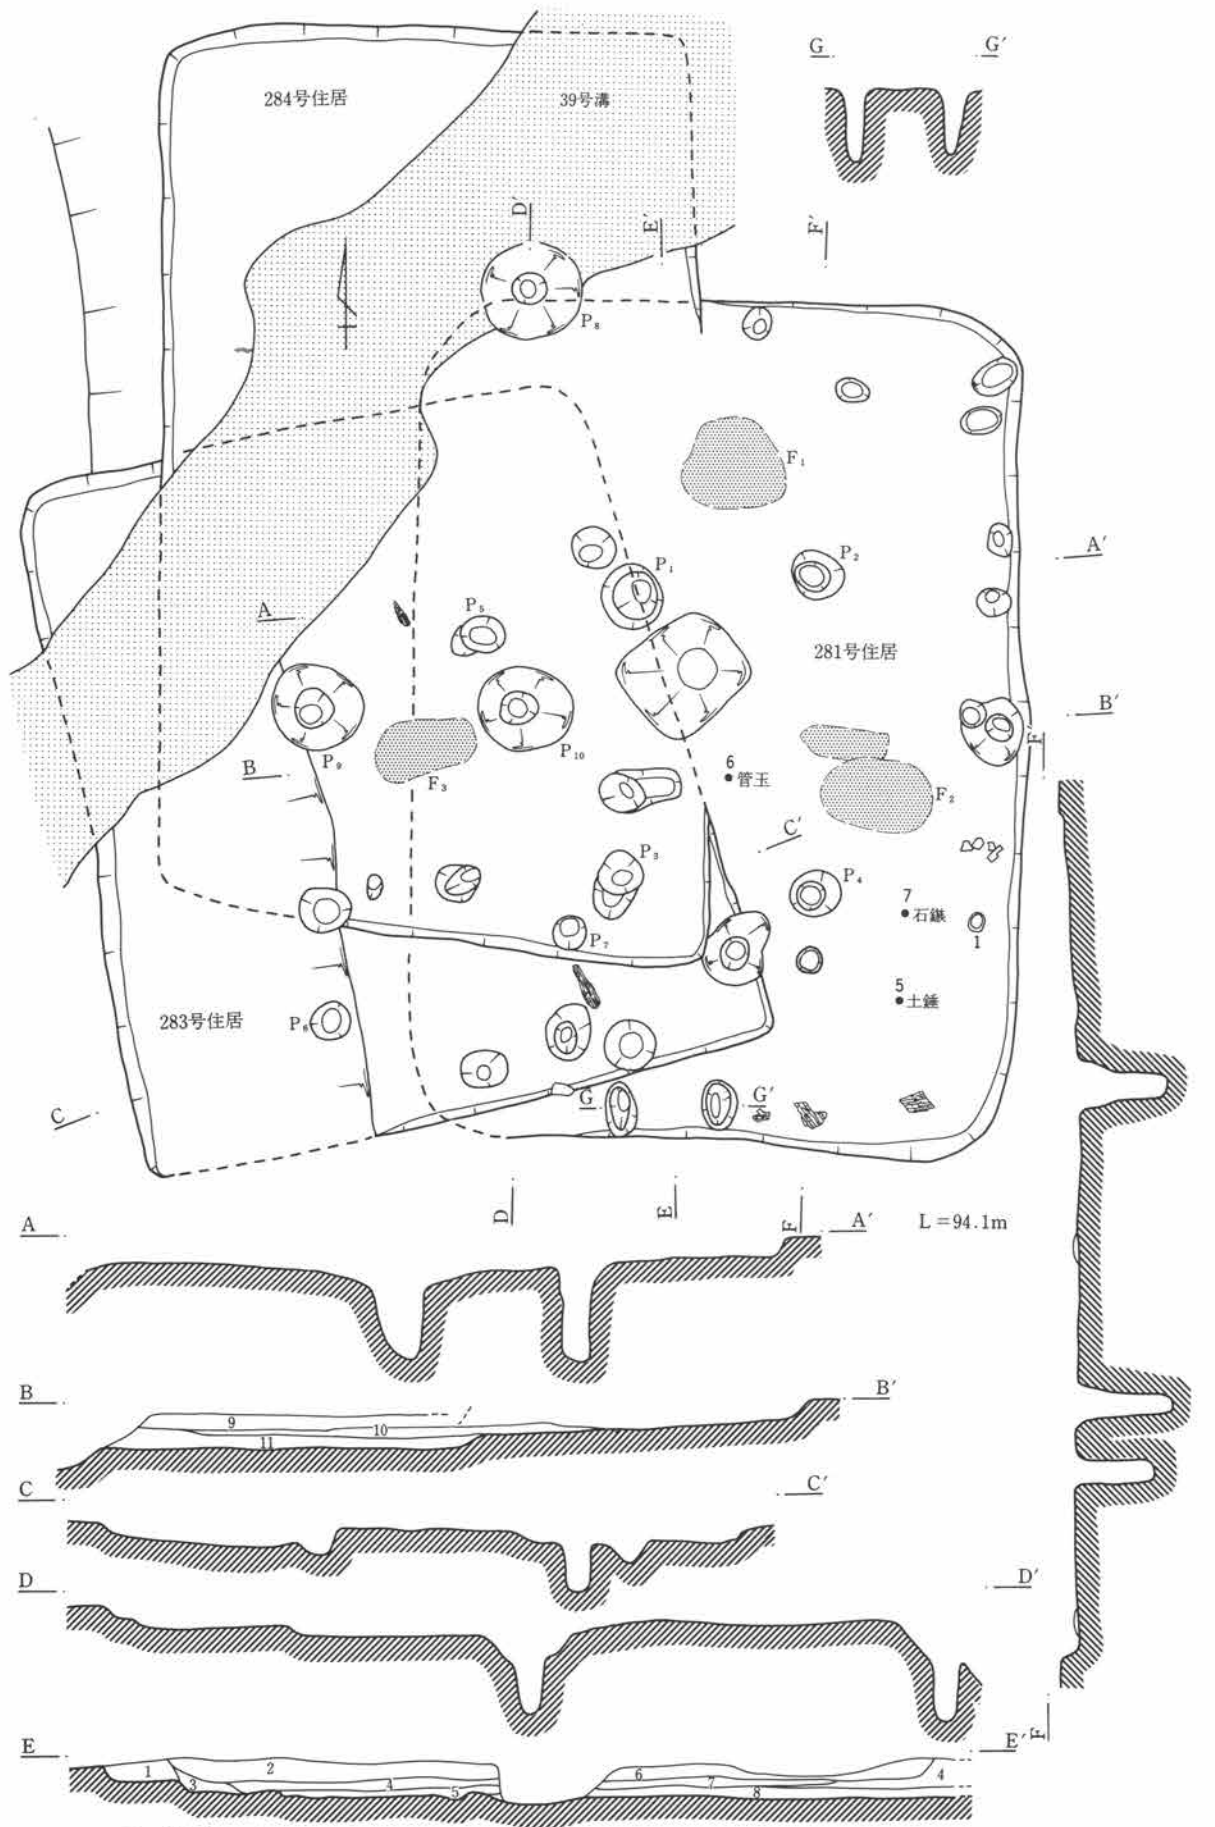 G G′
284号住居
39号溝
D′
E′
F′
P₈
F₁
P₂
A′
P₁
P₅
A
281号住居
B′
P₉
P₁₀
6
管玉
F₃
F₂
B
C′
P₃
P₄
7
石鏃
1
P₇
5
土錘
283号住居
P₆
G G′
C
F′
D
E
F
A A′
L=94.1m
B B′
9
10
11
C C′
D D′
E E′
1
2
3
4
5
6
7
8
4
F